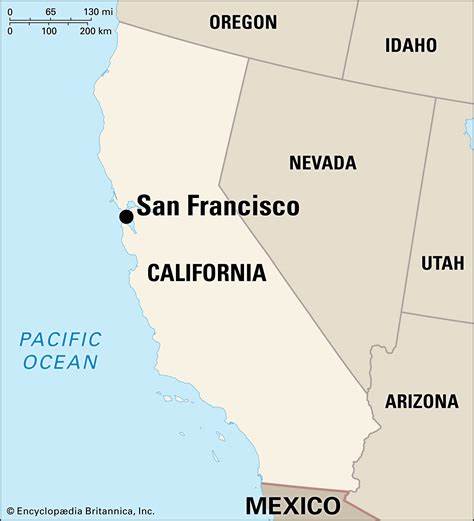 0 65 130 mi
0 100 200 km
OREGON
IDAHO
NEVADA
San Francisco
UTAH
CALIFORNIA
PACIFIC
OCEAN
ARIZONA
MEXICO
© Encyclopædia Britannica, Inc.